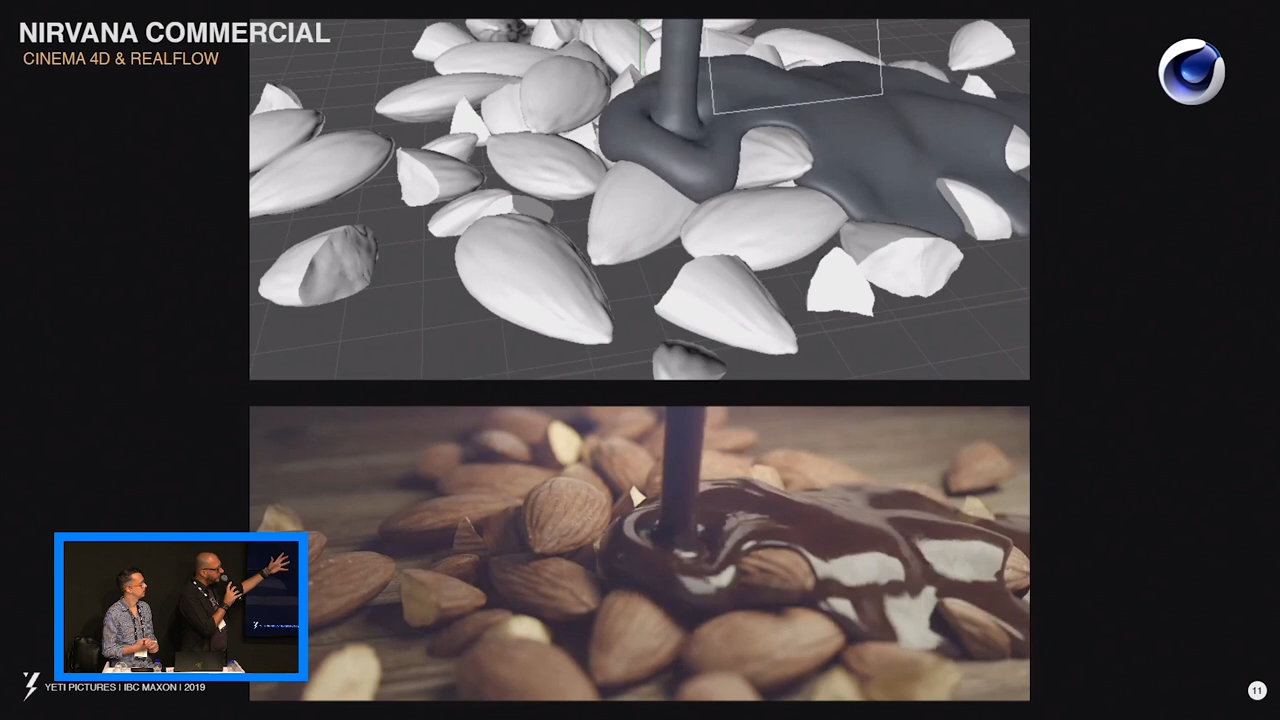 NIRVANA COMMERCIAL
CINEMA 4D & REALFLOW
YETI PICTURES | IBC MAXON | 2019
11